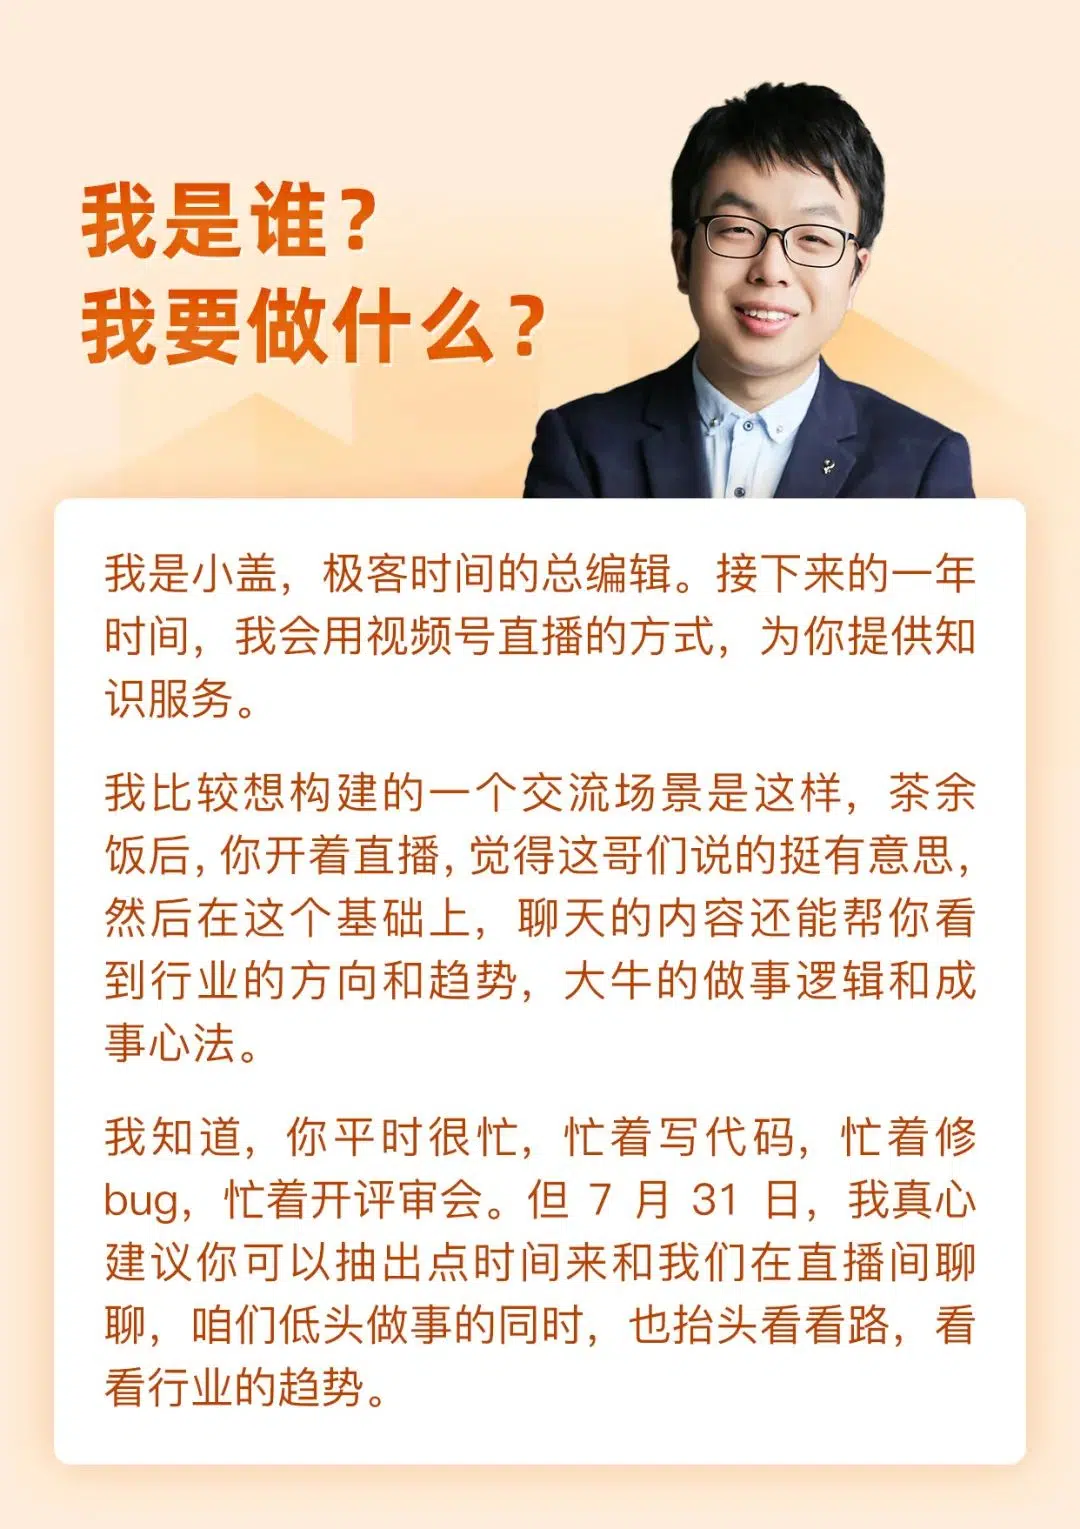 我是谁？
我要做什么？
我是小盖，极客时间的总编辑。接下来的一年
时间，我会用视频号直播的方式，为你提供知
识服务。
我比较想构建的一个交流场景是这样，茶余
饭后，你开着直播，觉得这哥们说的挺有意思，
然后在这个基础上，聊天的内容还能帮你看
到行业的方向和趋势，大牛的做事逻辑和成
事心法。
我知道，你平时很忙，忙着写代码，忙着修
bug，忙着开评审会。但 7 月 31 日，我真心
建议你可以抽出点时间来和我们在直播间聊
聊，咱们低头做事的同时，也抬头看看路，看
看行业的趋势。